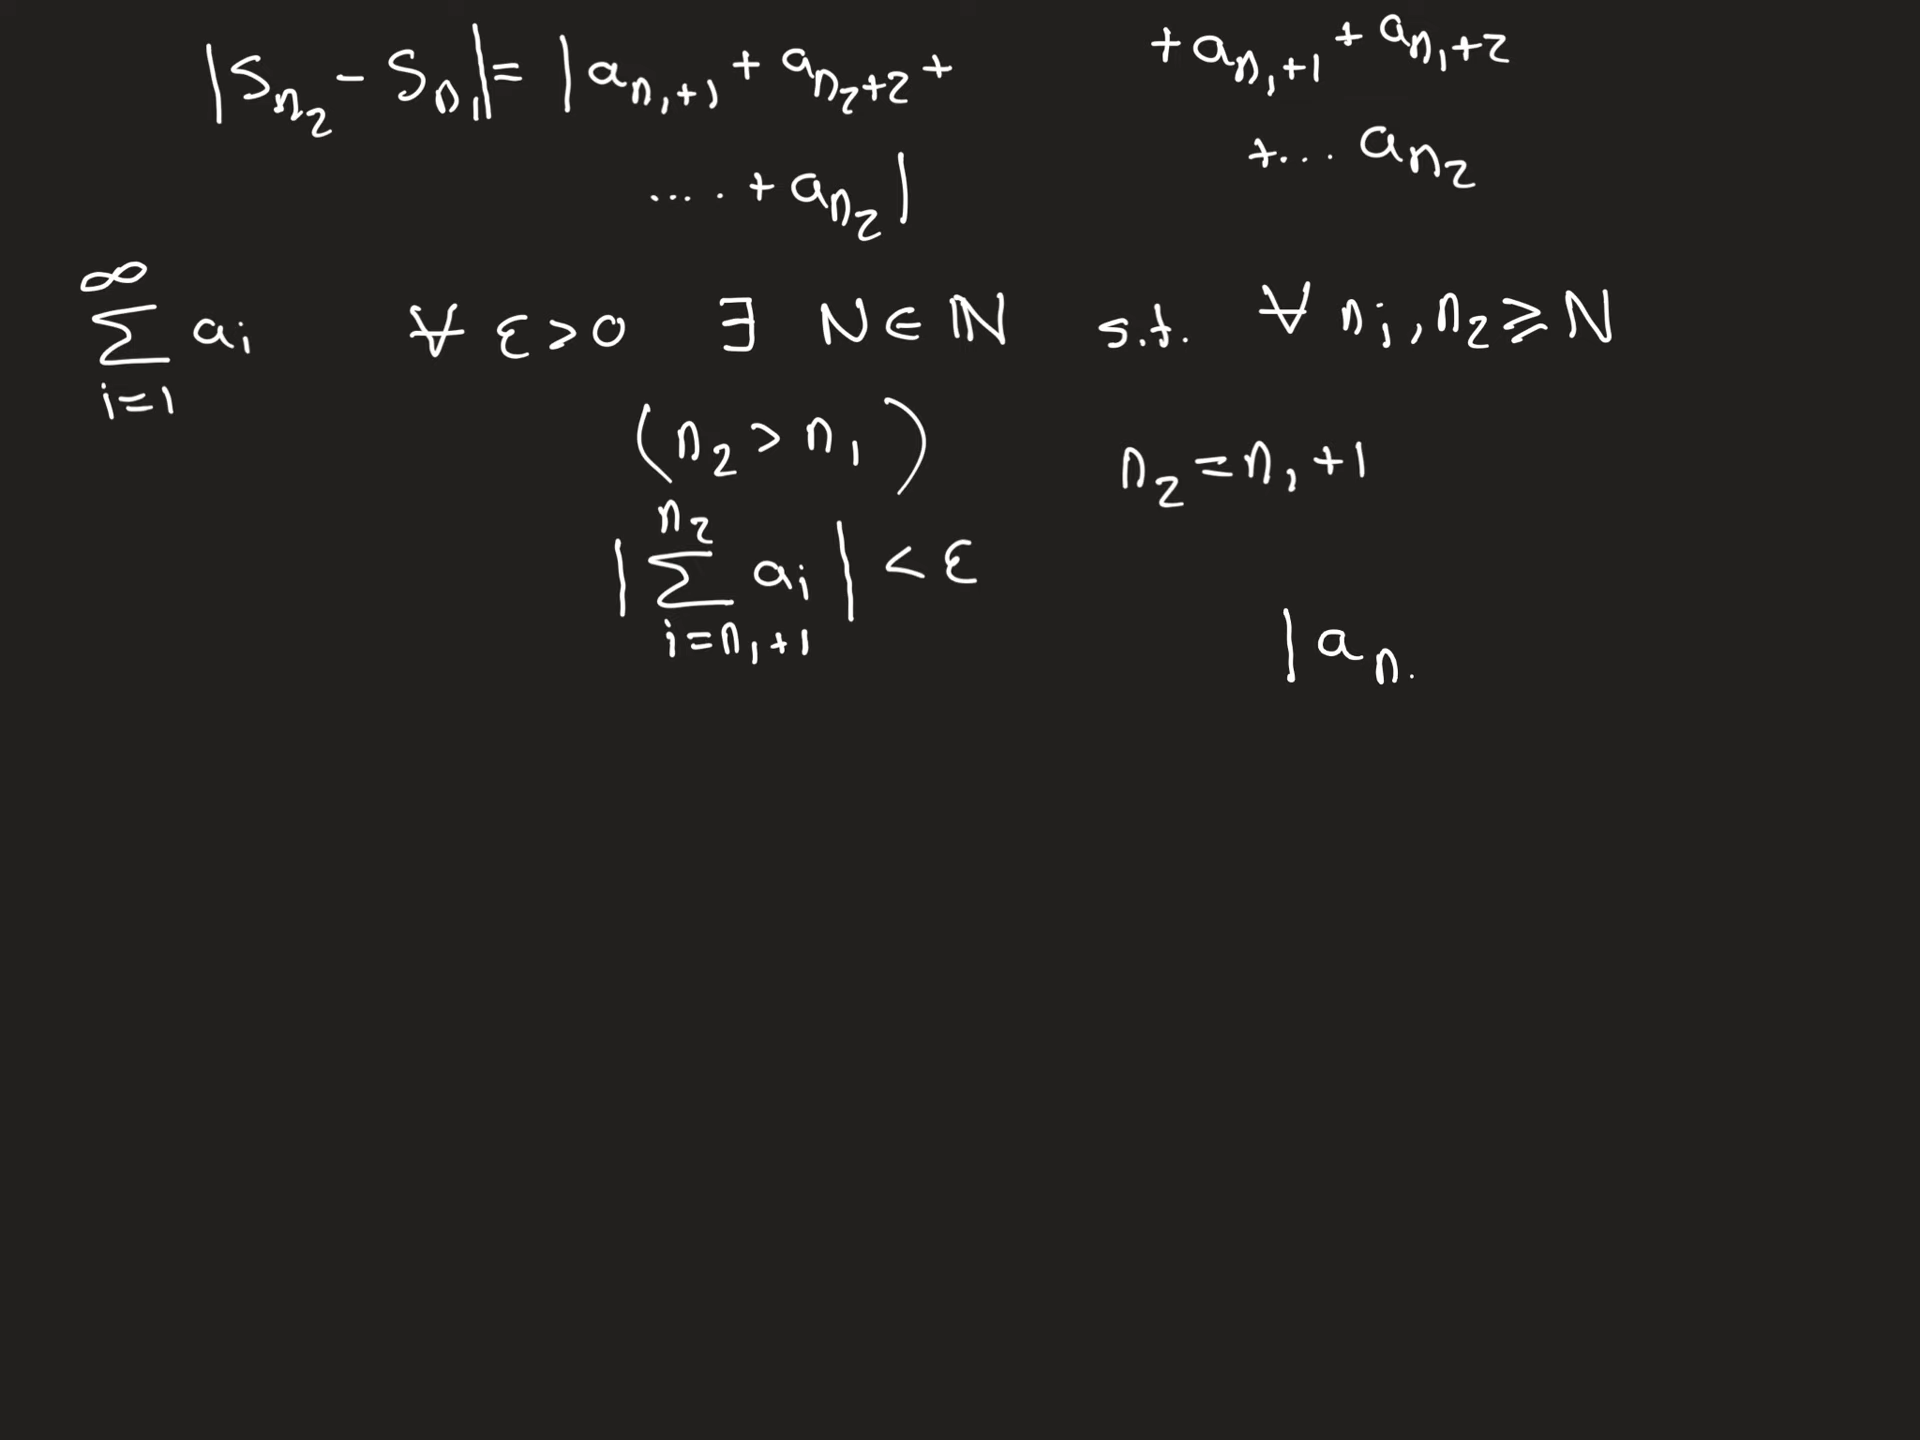 |S_{n_2} - S_{n_1}| = |a_{n_1+1} + a_{n_2+2} +
.... + a_{n_2}|
+ a_{n_1+1} + a_{n_1+2}
+... a_{n_2}
∑_{i=1}^{∞} a_i ∀ ε>0 ∃ N∈ℕ s.t. ∀ n_1, n_2 ⩾ N
(n_2 > n_1) n_2 = n_1 + 1
|∑_{i=n_1+1}^{n_2} a_i| < ε
|a_n.